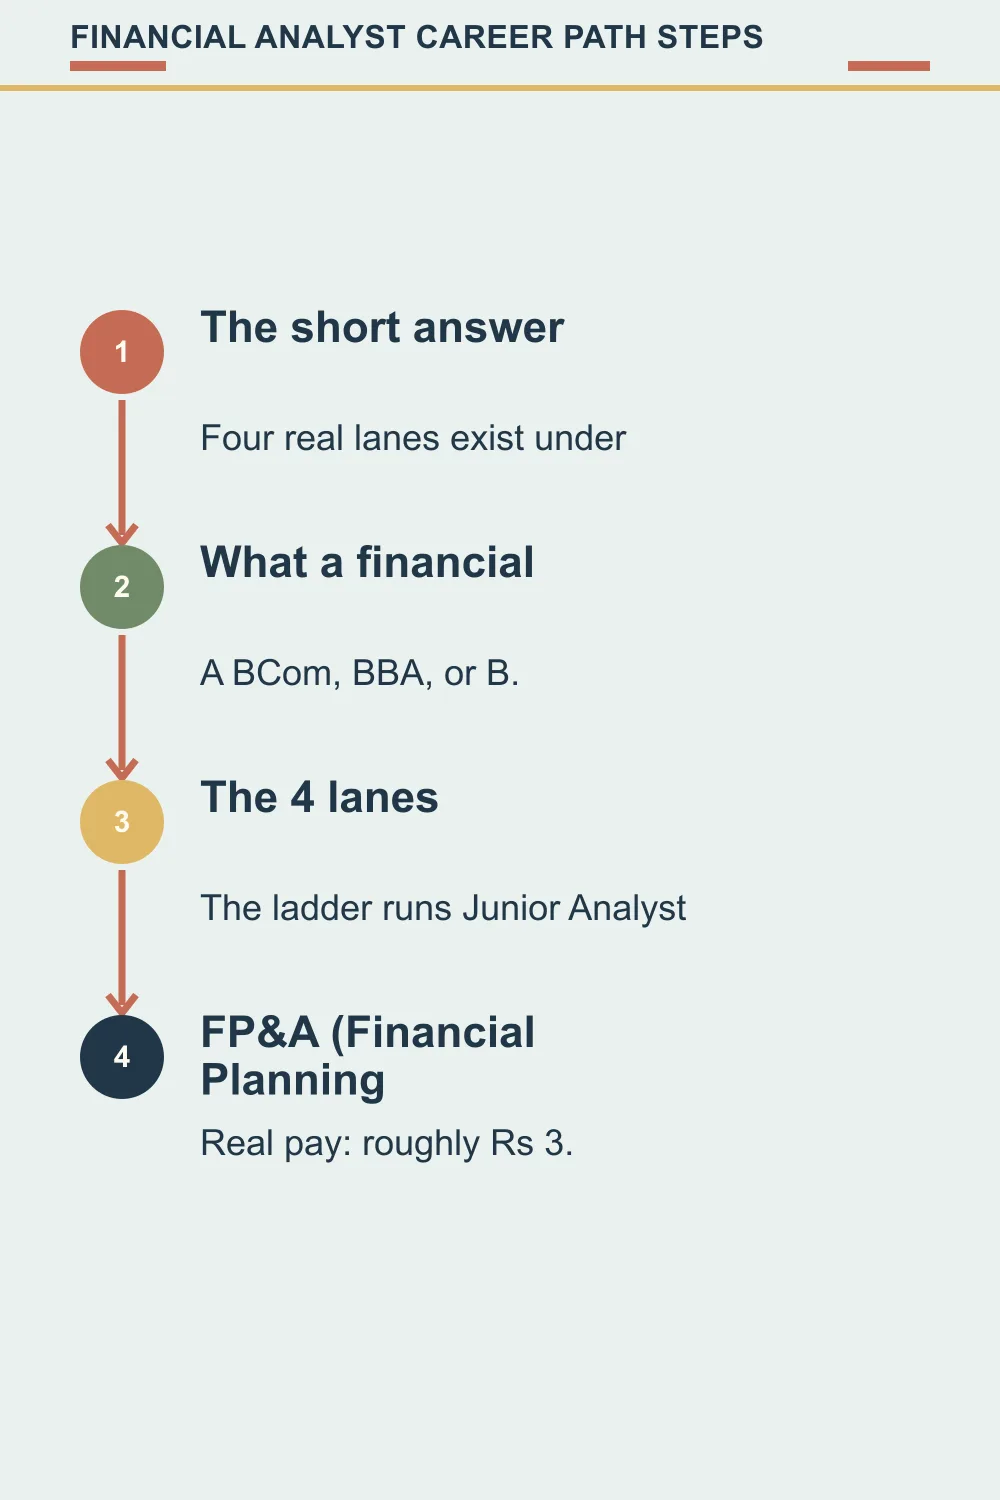 FINANCIAL ANALYST CAREER PATH STEPS
1
The short answer
Four real lanes exist under
2
What a financial
A BCom, BBA, or B.
3
The 4 lanes
The ladder runs Junior Analyst
4
FP&A (Financial
Planning
Real pay: roughly Rs 3.